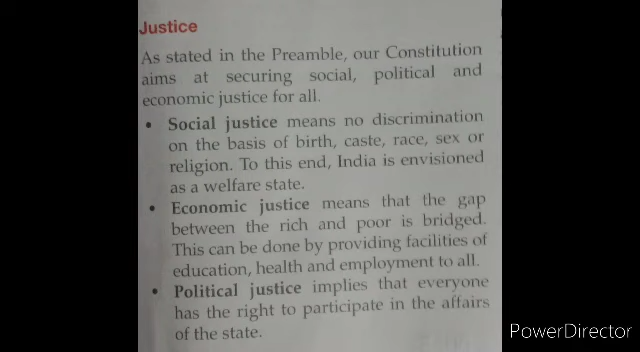 Justice
As stated in the Preamble, our Constitution
aims at securing social, political and
economic justice for all.
• Social justice means no discrimination
on the basis of birth, caste, race, sex or
religion. To this end, India is envisioned
as a welfare state.
• Economic justice means that the gap
between the rich and poor is bridged.
This can be done by providing facilities of
education, health and employment to all.
• Political justice implies that everyone
has the right to participate in the affairs
of the state.
PowerDirector